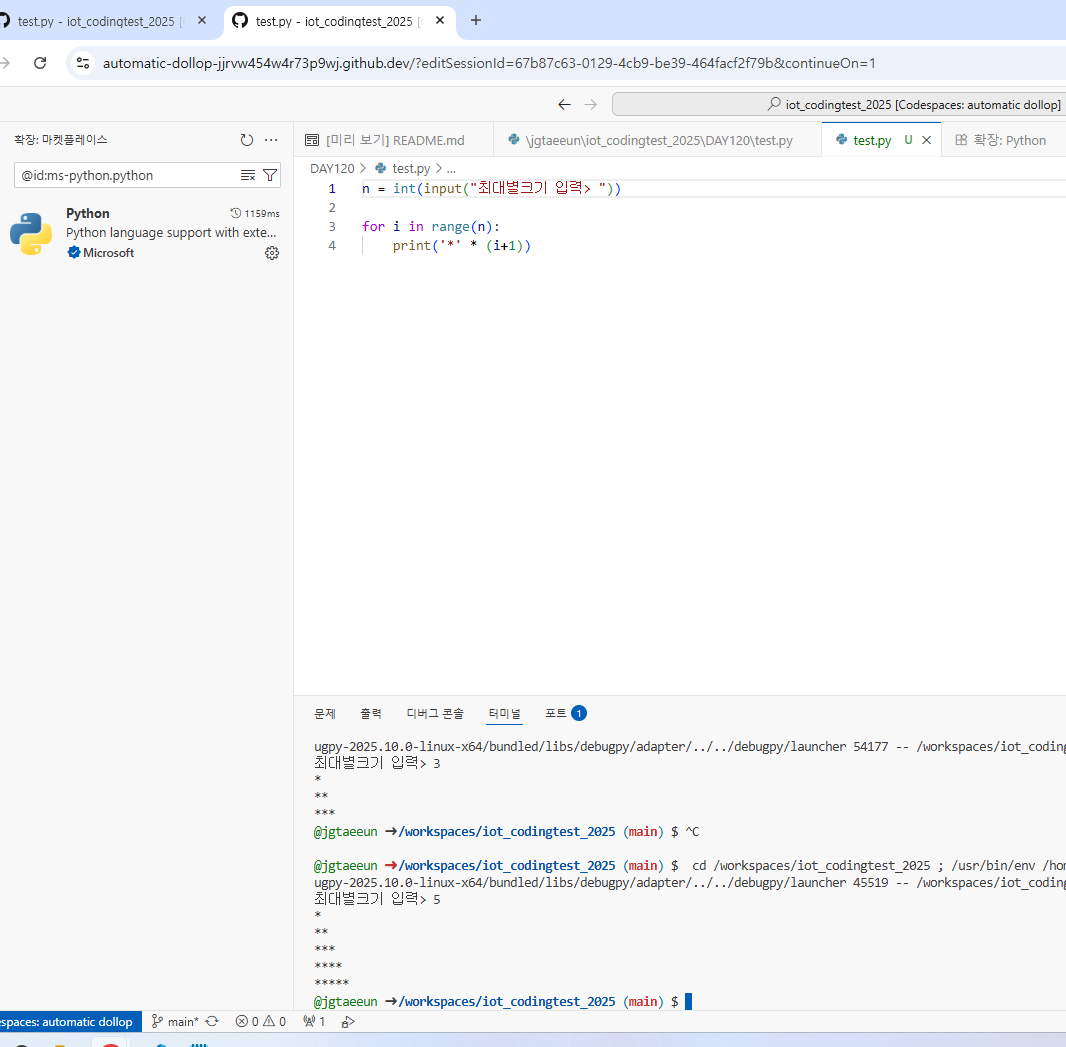 test.py - iot_codingtest_2025 [
test.py - iot_codingtest_2025 [
automatic-dollop-jjrvw454w4r73p9wj.github.dev/?editSessionId=67b87c63-0129-4cb9-be39-464facf2f79b&continueOn=1
iot_codingtest_2025 [Codespaces: automatic dollop]
확장: 마켓플레이스
[미리 보기] README.md
\jgtaeeun\iot_codingtest_2025\DAY120\test.py
test.py U
확장: Python
@id:ms-python.python
DAY120 > test.py > ...
Python 1159ms
Python language support with exte...
Microsoft
1 n = int(input("최대별크기 입력> "))
2
3 for i in range(n):
4     print('*' * (i+1))
문제 출력 디버그 콘솔 터미널 포트 1
ugpy-2025.10.0-linux-x64/bundled/libs/debugpy/adapter/../../debugpy/launcher 54177 -- /workspaces/iot_coding
최대별크기 입력> 3
*
**
***
@jgtaeeun ➜/workspaces/iot_codingtest_2025 (main) $ ^C
@jgtaeeun ➜/workspaces/iot_codingtest_2025 (main) $  cd /workspaces/iot_codingtest_2025 ; /usr/bin/env /hom
ugpy-2025.10.0-linux-x64/bundled/libs/debugpy/adapter/../../debugpy/launcher 45519 -- /workspaces/iot_coding
최대별크기 입력> 5
*
**
***
****
*****
@jgtaeeun ➜/workspaces/iot_codingtest_2025 (main) $
spaces: automatic dollop main* 0 0 1